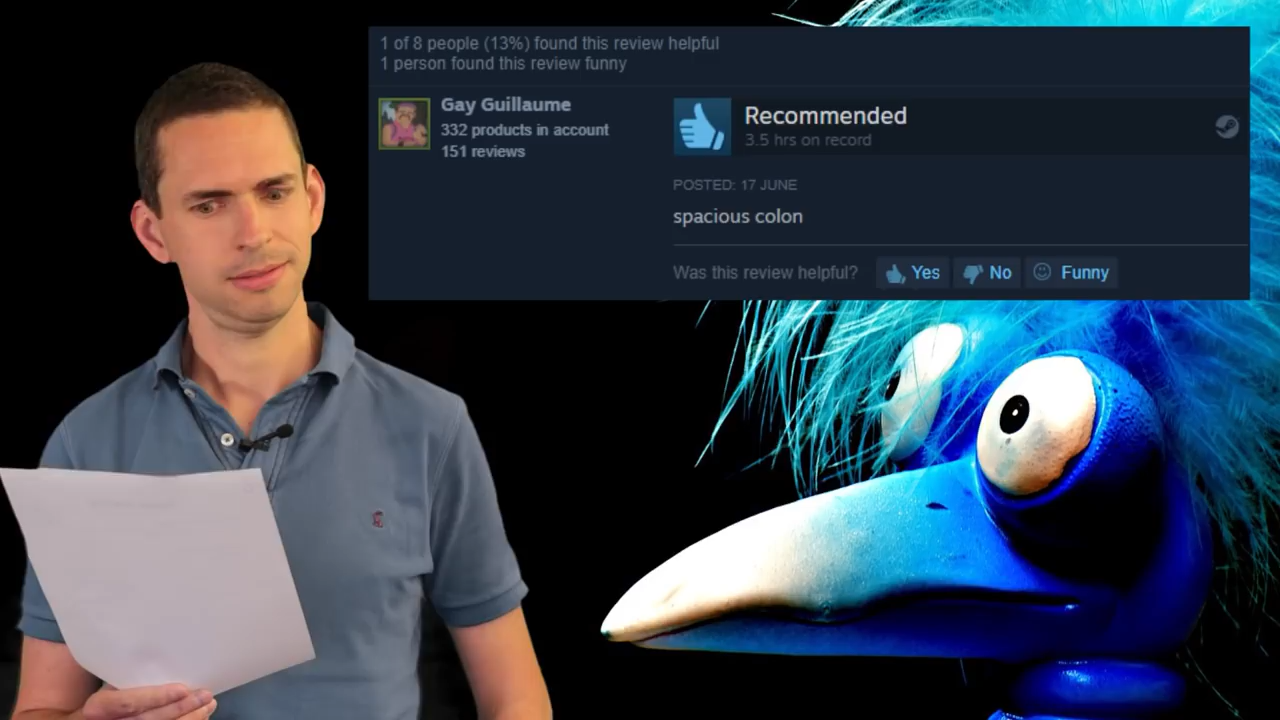 1 of 8 people (13%) found this review helpful
1 person found this review funny
Gay Guillaume
332 products in account
151 reviews
Recommended
3.5 hrs on record
POSTED: 17 JUNE
spacious colon
Was this review helpful? Yes No Funny